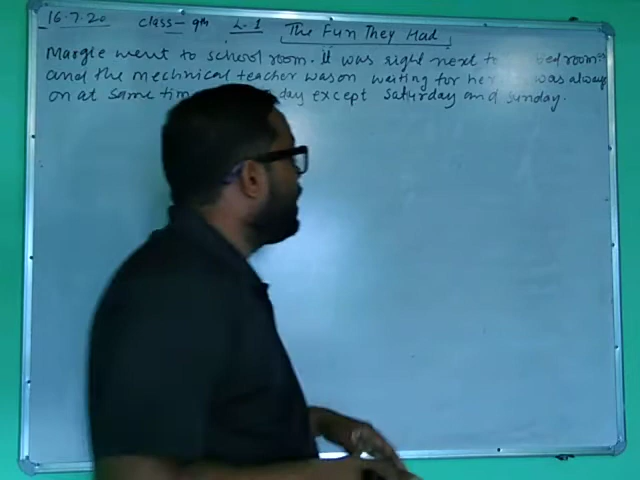 16.7.20 class - 9th L. 1 The Fun They Had
Margie went to school room. it was right next to bedroom
and the mechnical teacher wason waiting for her was always
on at same tim day except saturday and sunday.